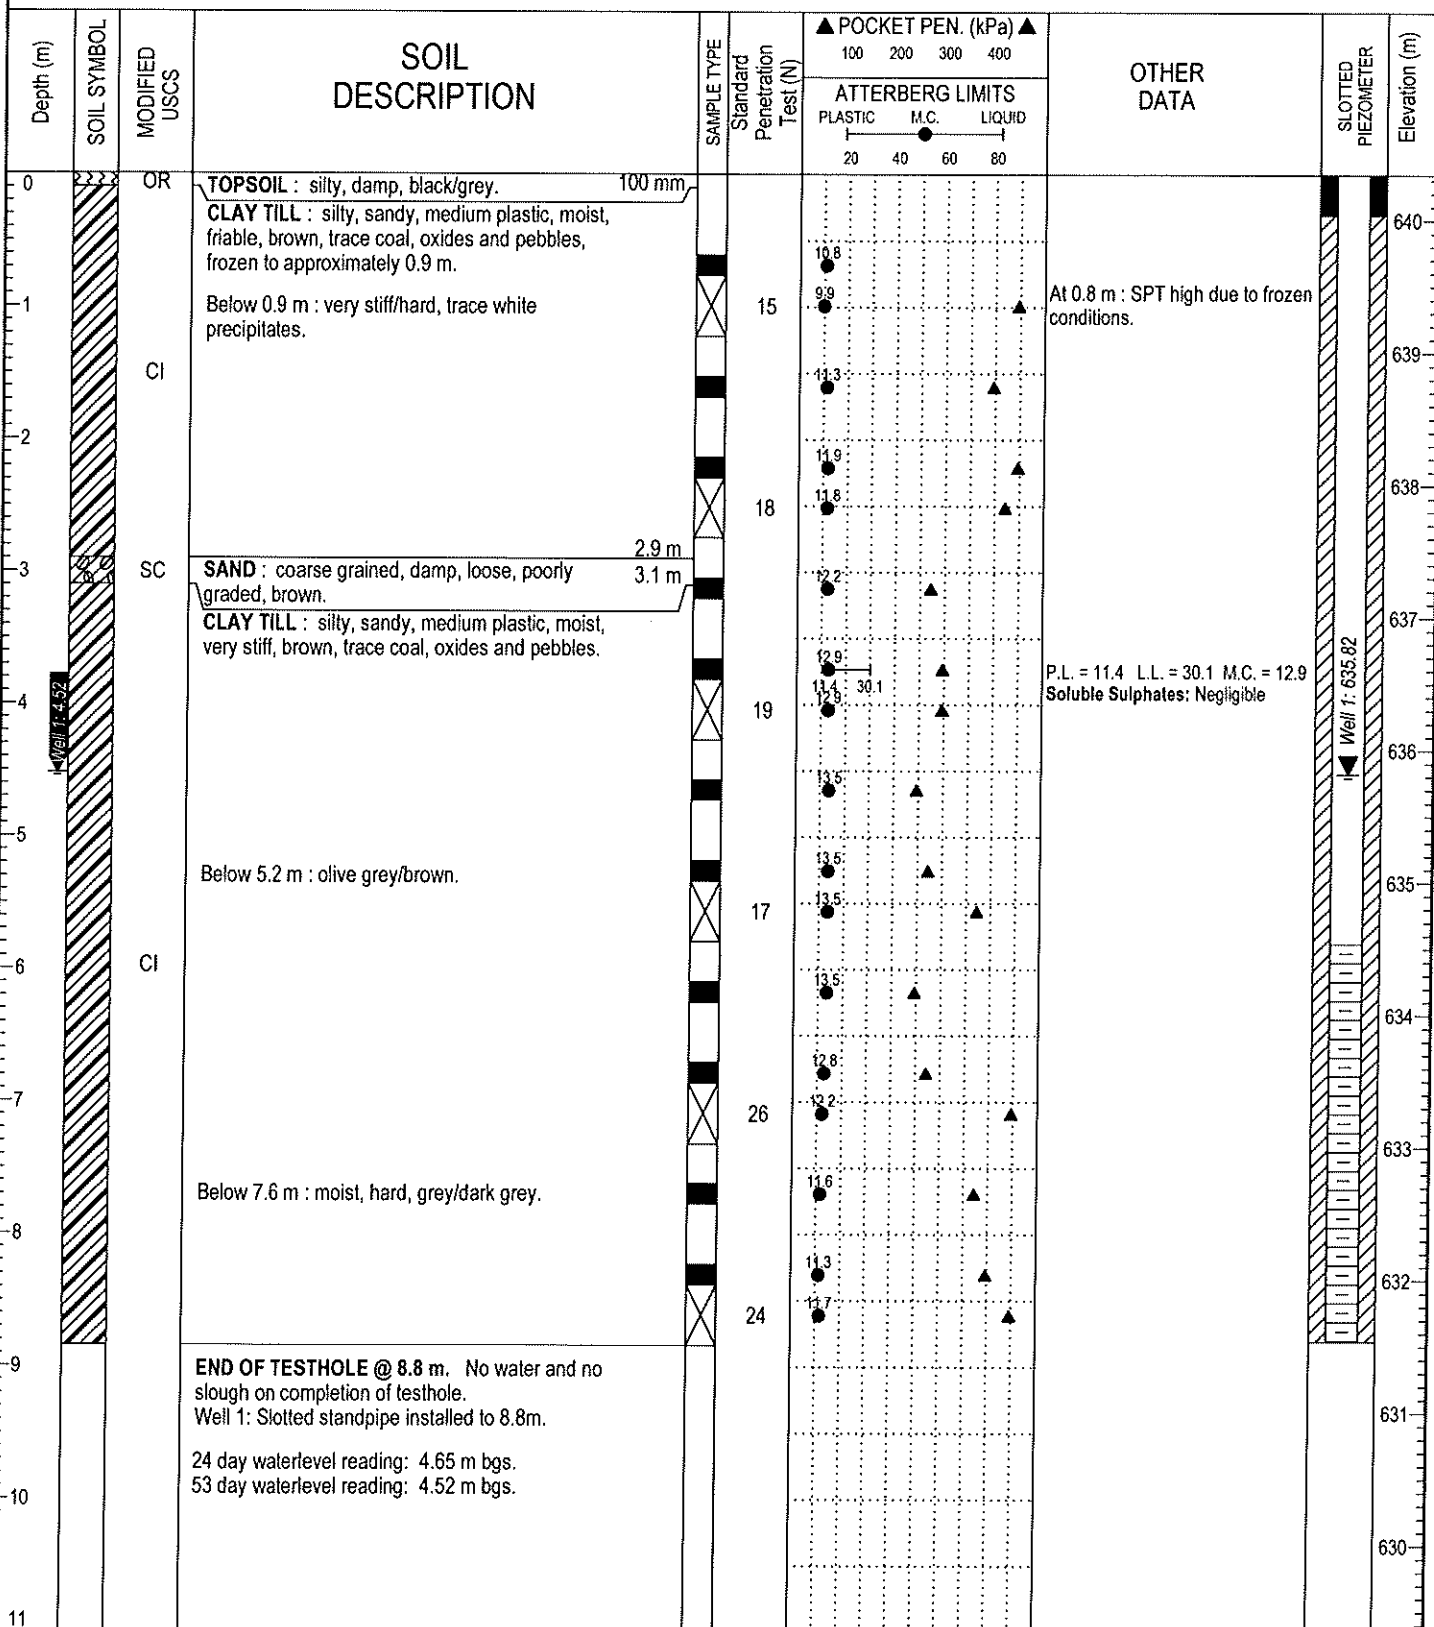 Depth (m)
SOIL SYMBOL
MODIFIED
USCS
SOIL
DESCRIPTION
SAMPLE TYPE
Standard
Penetration
Test (N)
▲ POCKET PEN. (kPa) ▲
100 200 300 400
ATTERBERG LIMITS
PLASTIC M.C. LIQUID
20 40 60 80
OTHER
DATA
SLOTTED
PIEZOMETER
Elevation (m)
0
OR
TOPSOIL : silty, damp, black/grey. 100 mm
CLAY TILL : silty, sandy, medium plastic, moist,
friable, brown, trace coal, oxides and pebbles,
frozen to approximately 0.9 m.
640
10.8
1
Below 0.9 m : very stiff/hard, trace white
precipitates.
15
9.9
At 0.8 m : SPT high due to frozen
conditions.
639
CI
11.3
2
11.9
638
18
11.8
2.9 m
3
SC
SAND : coarse grained, damp, loose, poorly
graded, brown.
3.1 m
12.2
CLAY TILL : silty, sandy, medium plastic, moist,
very stiff, brown, trace coal, oxides and pebbles.
637
12.9
11.4 30.1
P.L. = 11.4 L.L. = 30.1 M.C. = 12.9
Soluble Sulphates: Negligible
Well 1: 635.82
4
Well 1: 4.52
19
12.9
636
13.5
5
Below 5.2 m : olive grey/brown.
13.5
635
17
13.5
6
CI
13.5
634
12.8
7
26
12.2
633
Below 7.6 m : moist, hard, grey/dark grey.
11.6
8
11.3
632
24
11.7
9
END OF TESTHOLE @ 8.8 m. No water and no
slough on completion of testhole.
Well 1: Slotted standpipe installed to 8.8m.
631
24 day waterlevel reading: 4.65 m bgs.
53 day waterlevel reading: 4.52 m bgs.
10
630
11